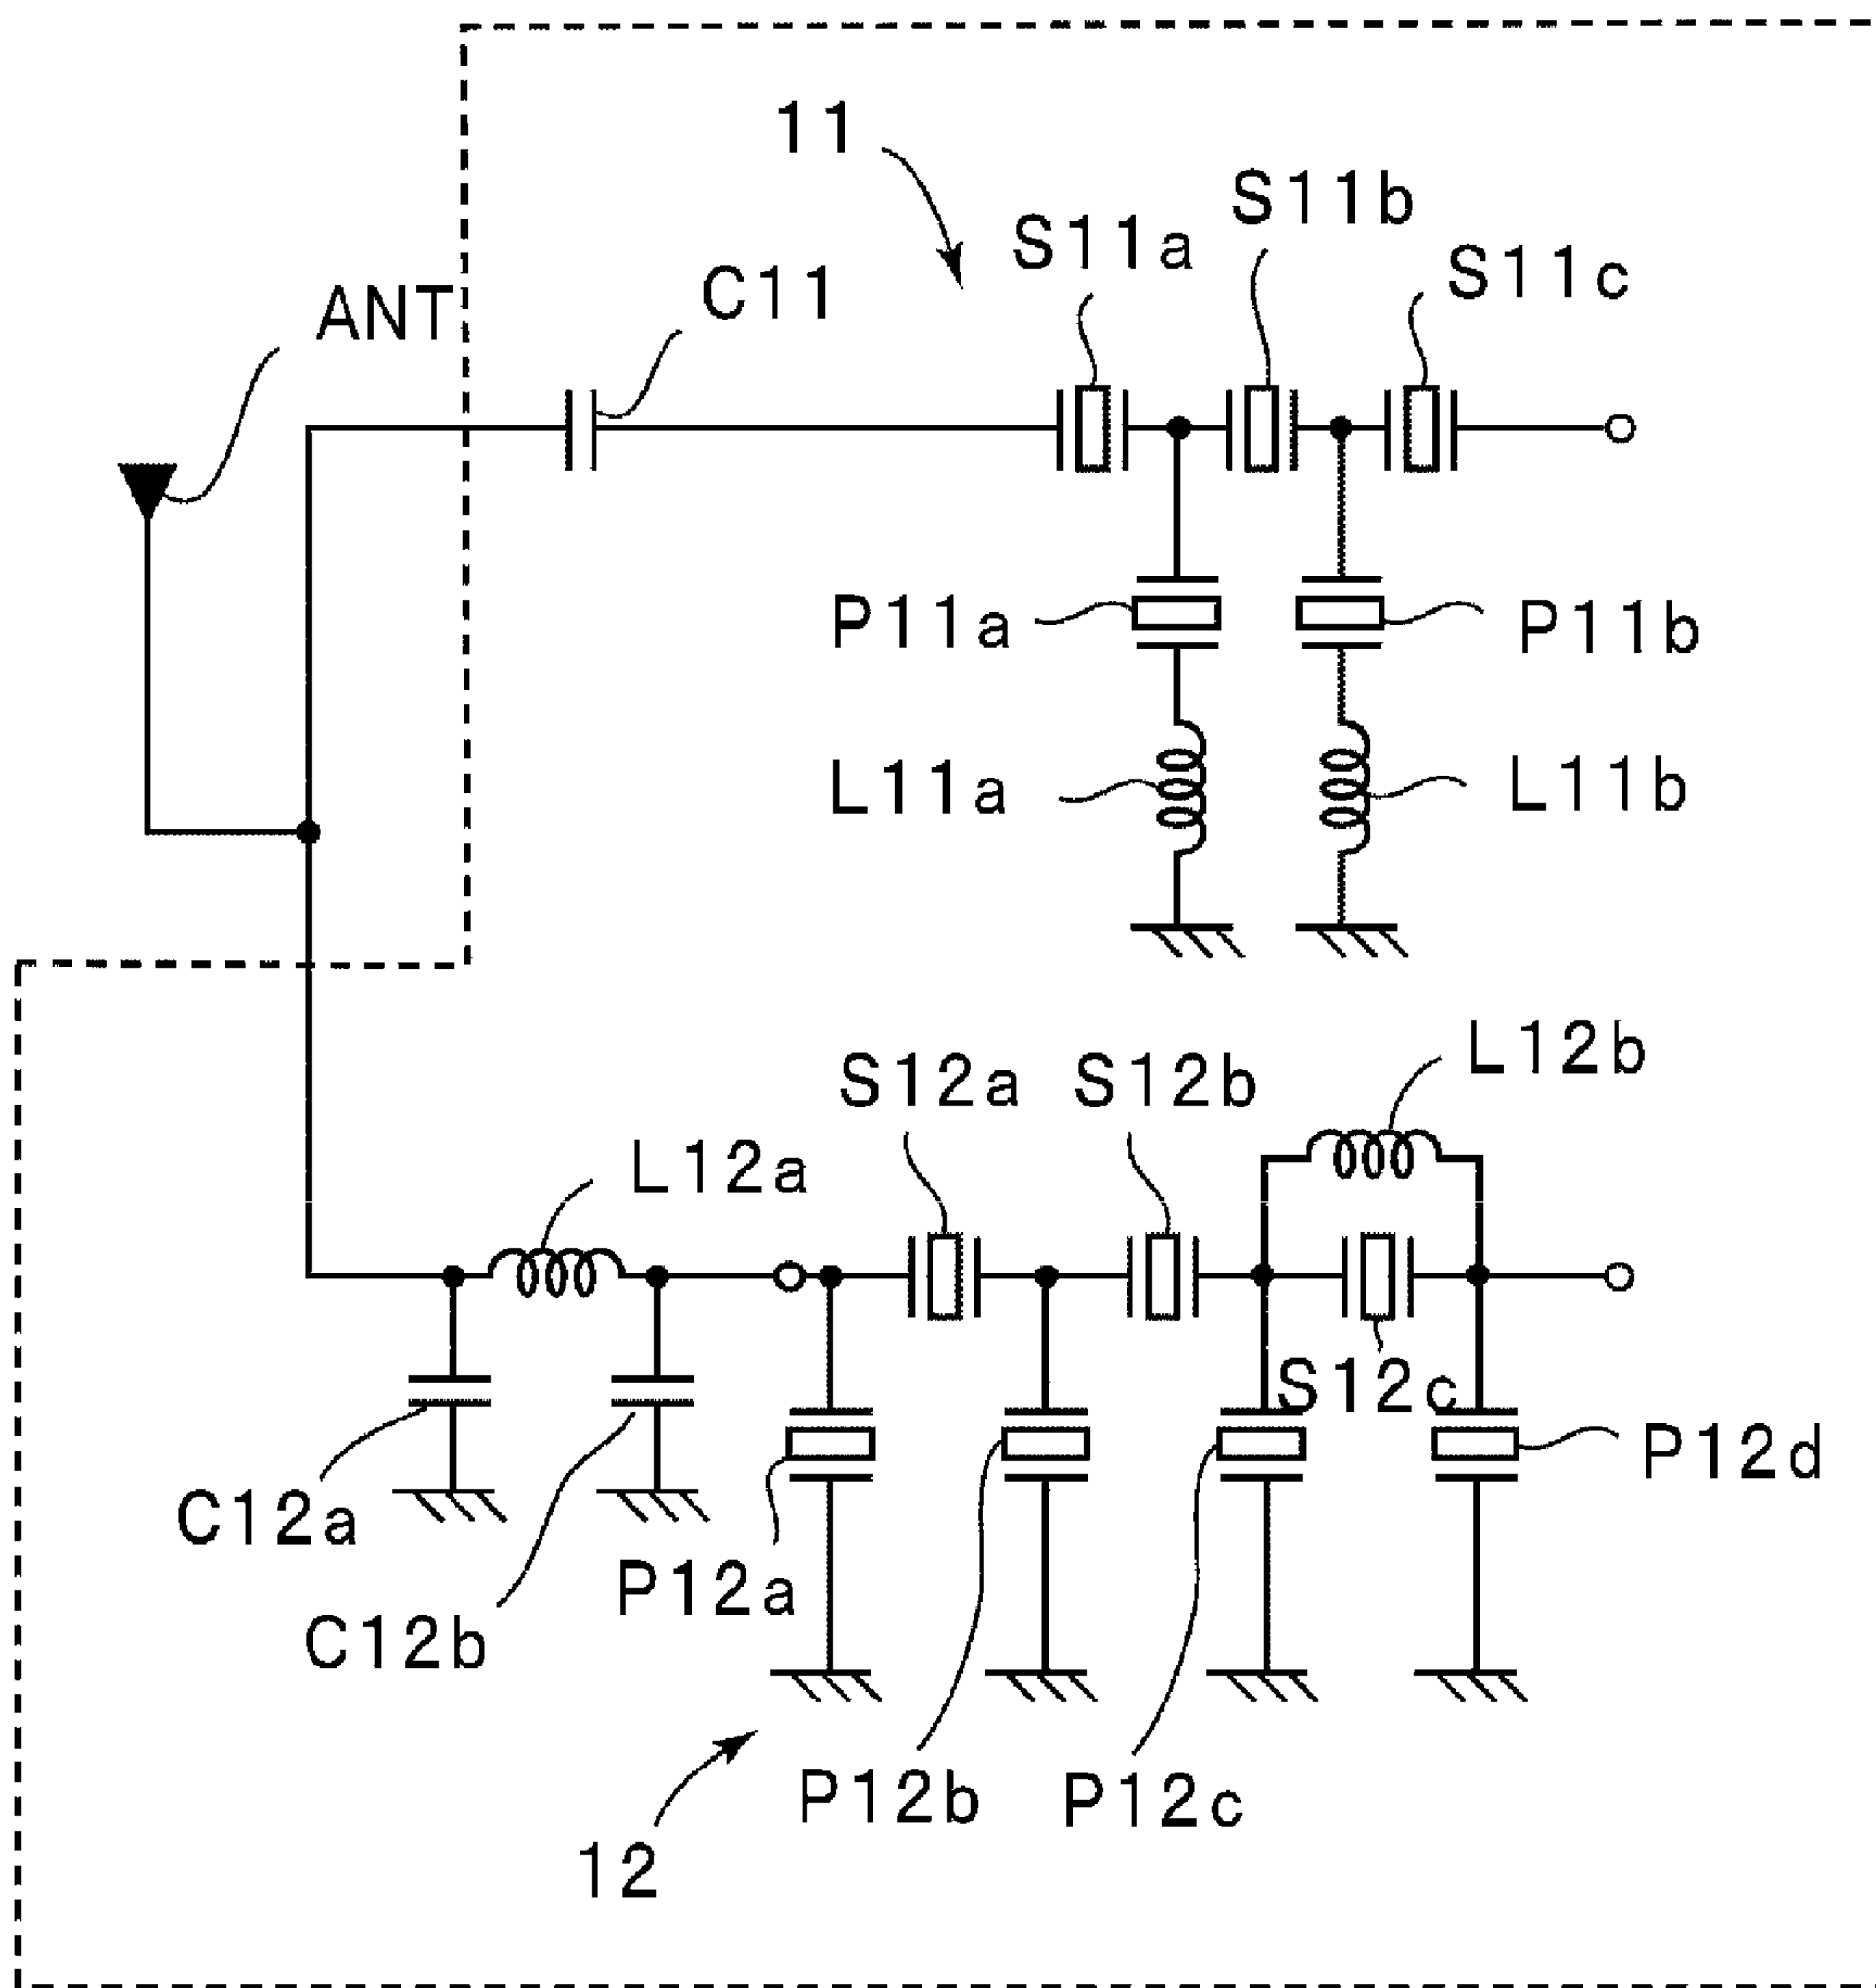 11
S11b
S11a
S11c
C11
ANT
P11a
P11b
L11a
L11b
L12b
S12a
S12b
L12a
S12c
P12d
C12a
P12a
C12b
P12b
P12c
12